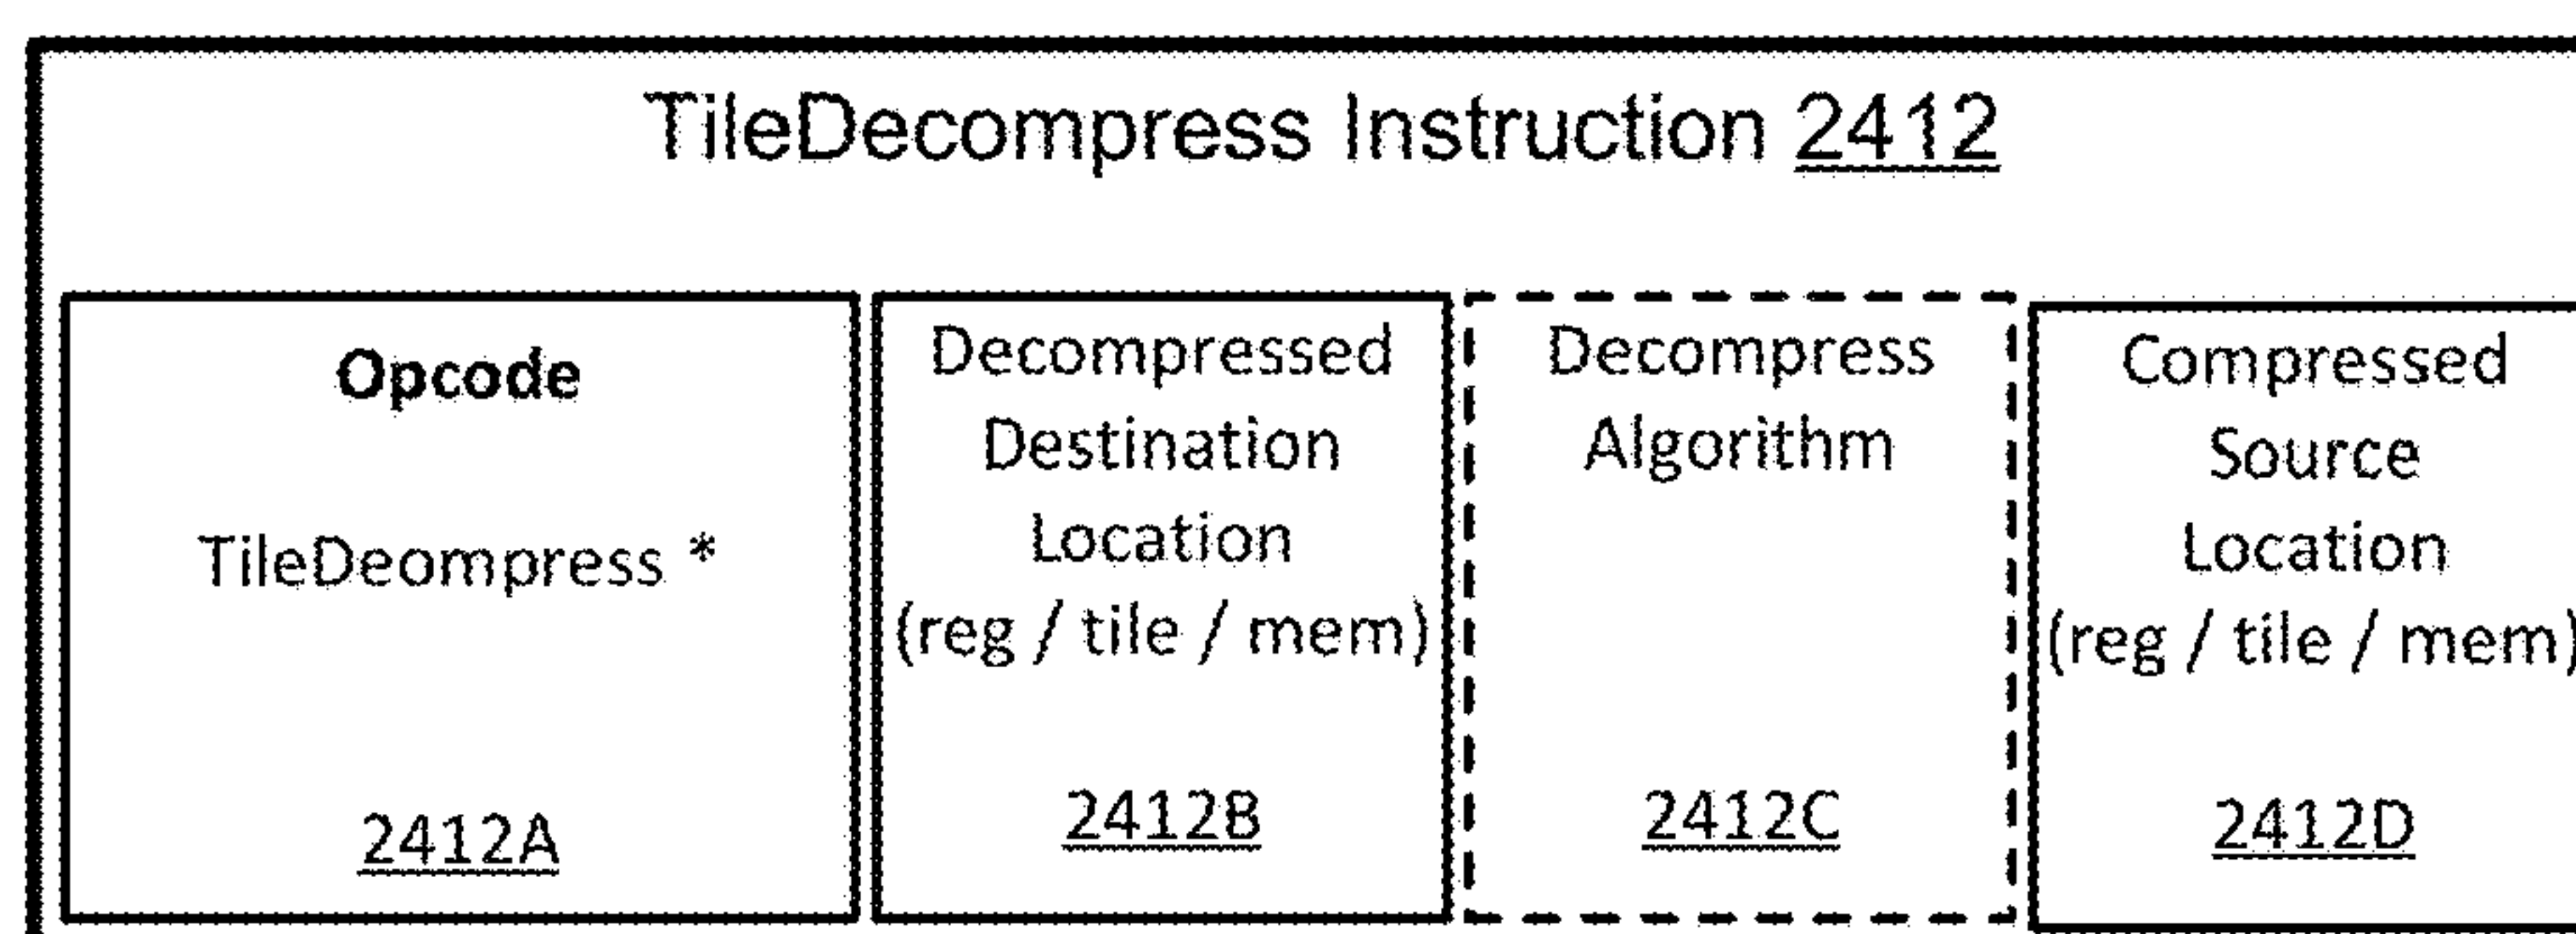 TileDecompress Instruction 2412
Opcode
TileDeompress *
2412A
Decompressed
Destination
Location
(reg / tile / mem)
2412B
Decompress
Algorithm
2412C
Compressed
Source
Location
(reg / tile / mem)
2412D